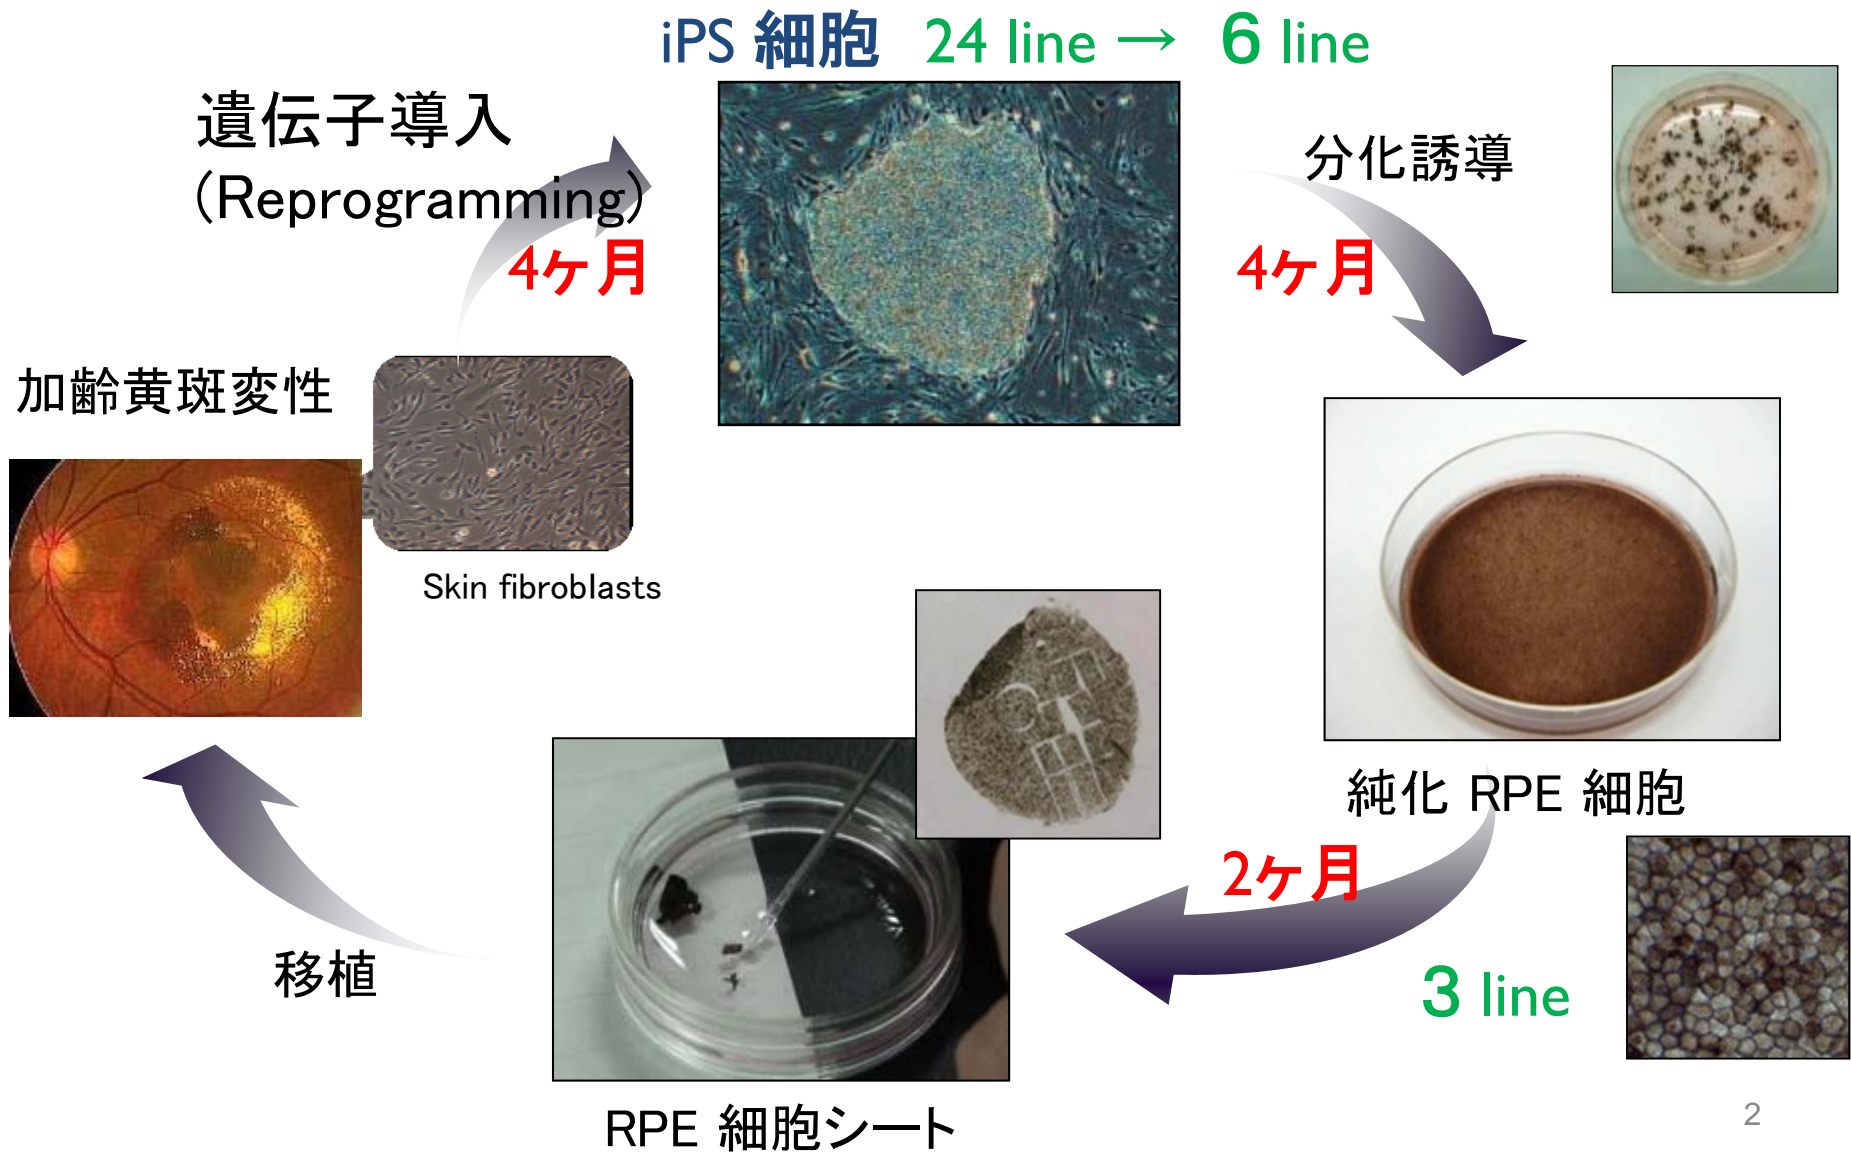 iPS 細胞 24 line → 6 line
遺伝子導入
(Reprogramming)
4ヶ月
分化誘導
4ヶ月
加齢黄斑変性
Skin fibroblasts
純化 RPE 細胞
2ヶ月
3 line
移植
RPE 細胞シート
2